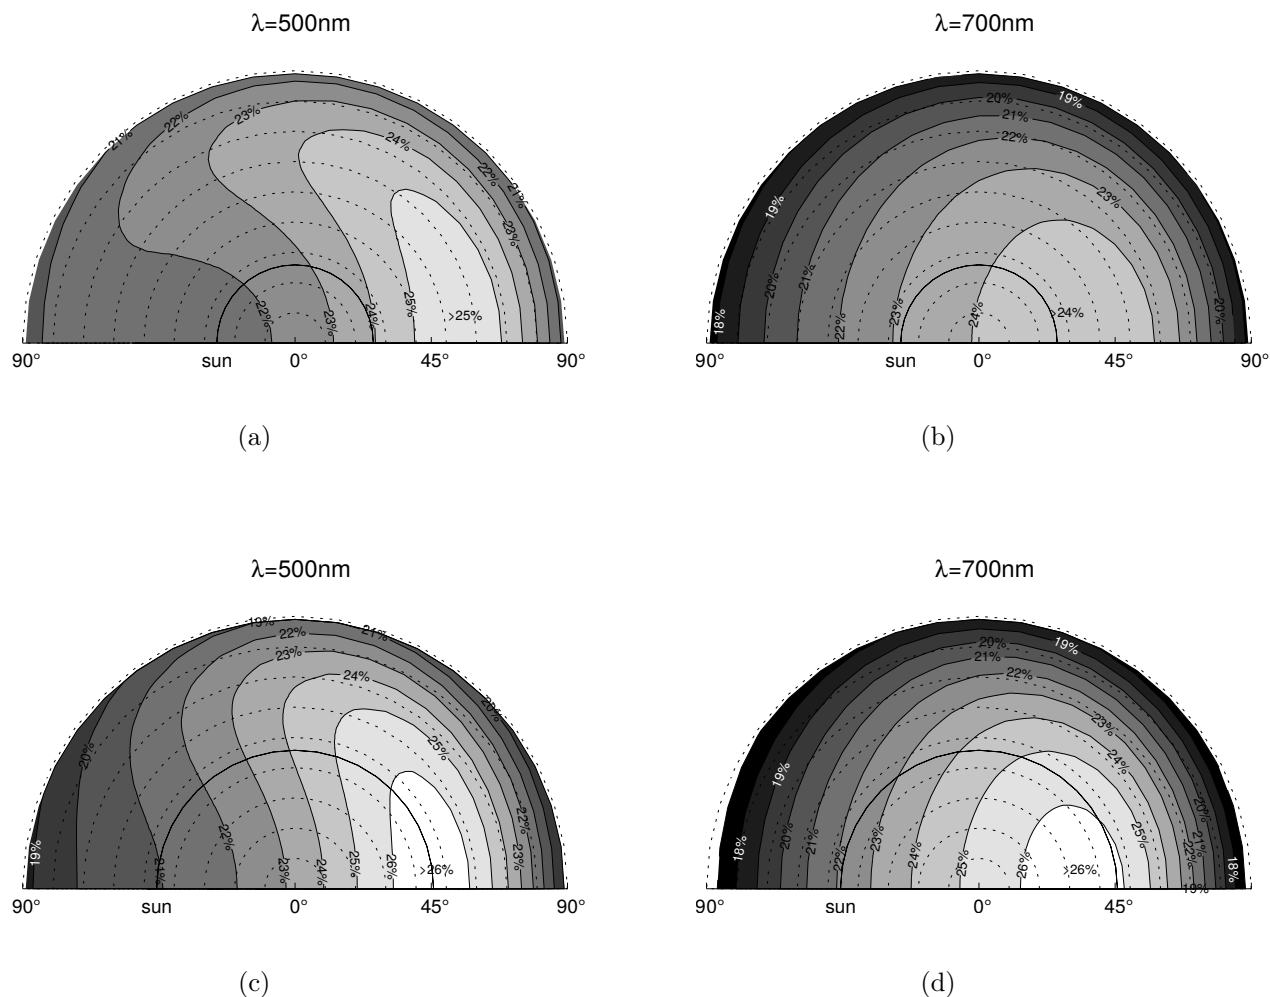 λ=500nm
21% 22% 23% 24% 22% 21% 23%
22% 23% 24% 25% >25%
90° sun 0° 45° 90°
(a)
λ=700nm
20% 19% 21% 22% 23%
19% 20% 21% 18% 22% 23% 24% >24% 20%
90° sun 0° 45° 90°
(b)
λ=500nm
19% 22% 21% 23% 24% 20% 25%
20% 19% 21% 22% 23% 24% 25% 26% >26% 22% 23%
90° sun 0° 45° 90°
(c)
λ=700nm
20% 19% 21% 22% 23% 24%
19% 18% 20% 21% 22% 23% 24% 25% 26% >26% 25% 20% 21% 22% 19% 18%
90° sun 0° 45° 90°
(d)